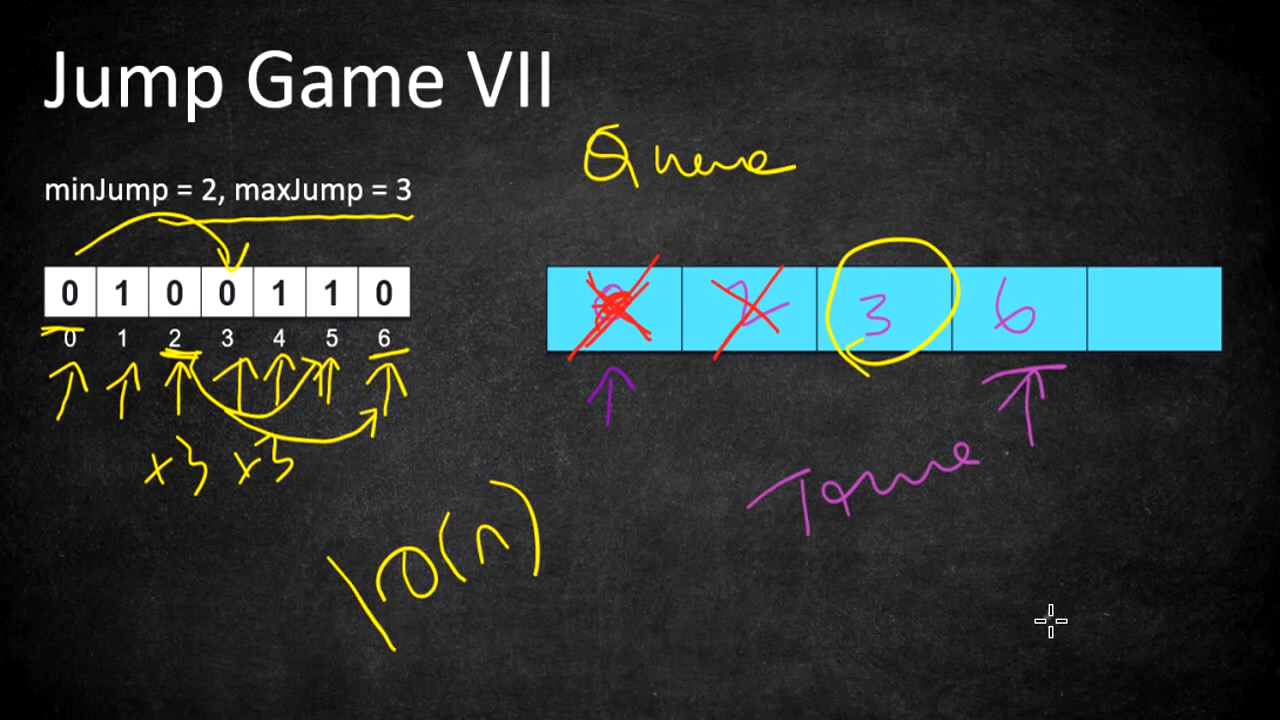 Jump Game VII
Queue
minJump = 2, maxJump = 3
0 1 0 0 1 1 0
0 1 2 3 4 5 6
2 3 6
x3 x3
True
O(n)